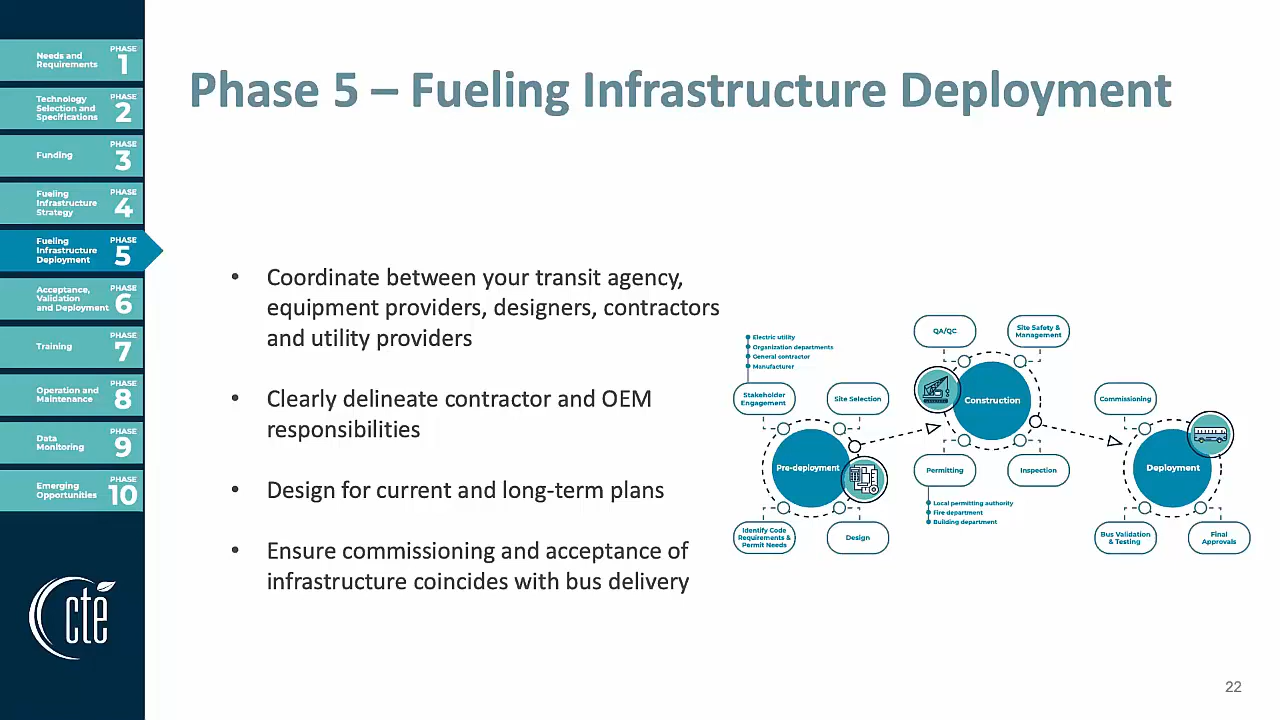 Needs and
Requirements
PHASE
1
Technology
Selection and
Specifications
PHASE
2
Funding
PHASE
3
Fueling
Infrastructure
Strategy
PHASE
4
Fueling
Infrastructure
Deployment
PHASE
5
Acceptance,
Validation
and Deployment
PHASE
6
Training
PHASE
7
Operation and
Maintenance
PHASE
8
Data
Monitoring
PHASE
9
Emerging
Opportunities
PHASE
10
cte
Phase 5 – Fueling Infrastructure Deployment
• Coordinate between your transit agency,
equipment providers, designers, contractors
and utility providers
• Clearly delineate contractor and OEM
responsibilities
• Design for current and long-term plans
• Ensure commissioning and acceptance of
infrastructure coincides with bus delivery
Electric utility
Organization departments
General contractor
Manufacturer
Stakeholder
Engagement
Site Selection
Pre-deployment
Identify Code
Requirements &
Permit Needs
Design
QA/QC
Site Safety &
Management
Construction
Permitting
Inspection
Local permitting authority
Fire department
Building department
Commissioning
Deployment
Bus Validation
& Testing
Final
Approvals
22